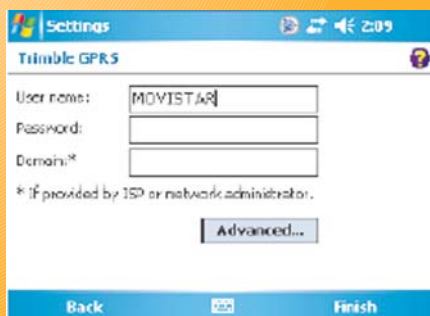 Settings 2:09
Trimble GPRS
User name: MOVISTAR
Password:
Domain:*
* If provided by ISP or network administrator.
Advanced...
Back Finish